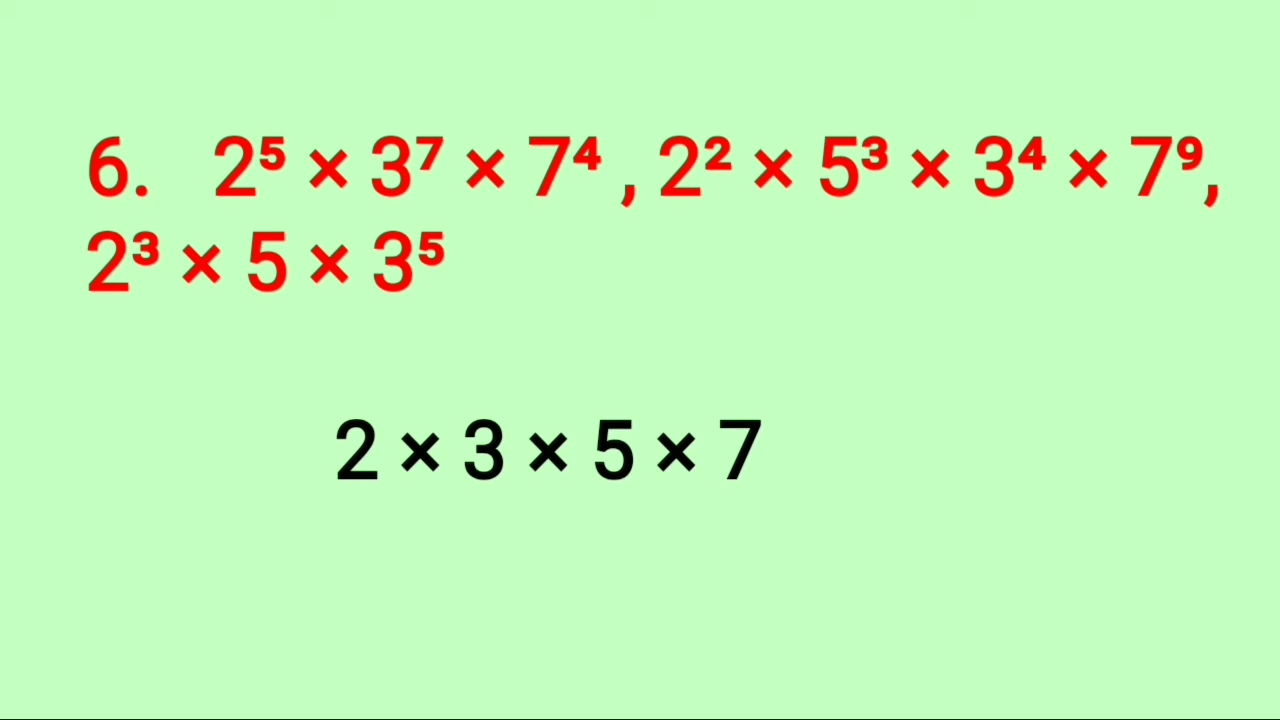 6. 2⁵ × 3⁷ × 7⁴ , 2² × 5³ × 3⁴ × 7⁹,
2³ × 5 × 3⁵
2 × 3 × 5 × 7